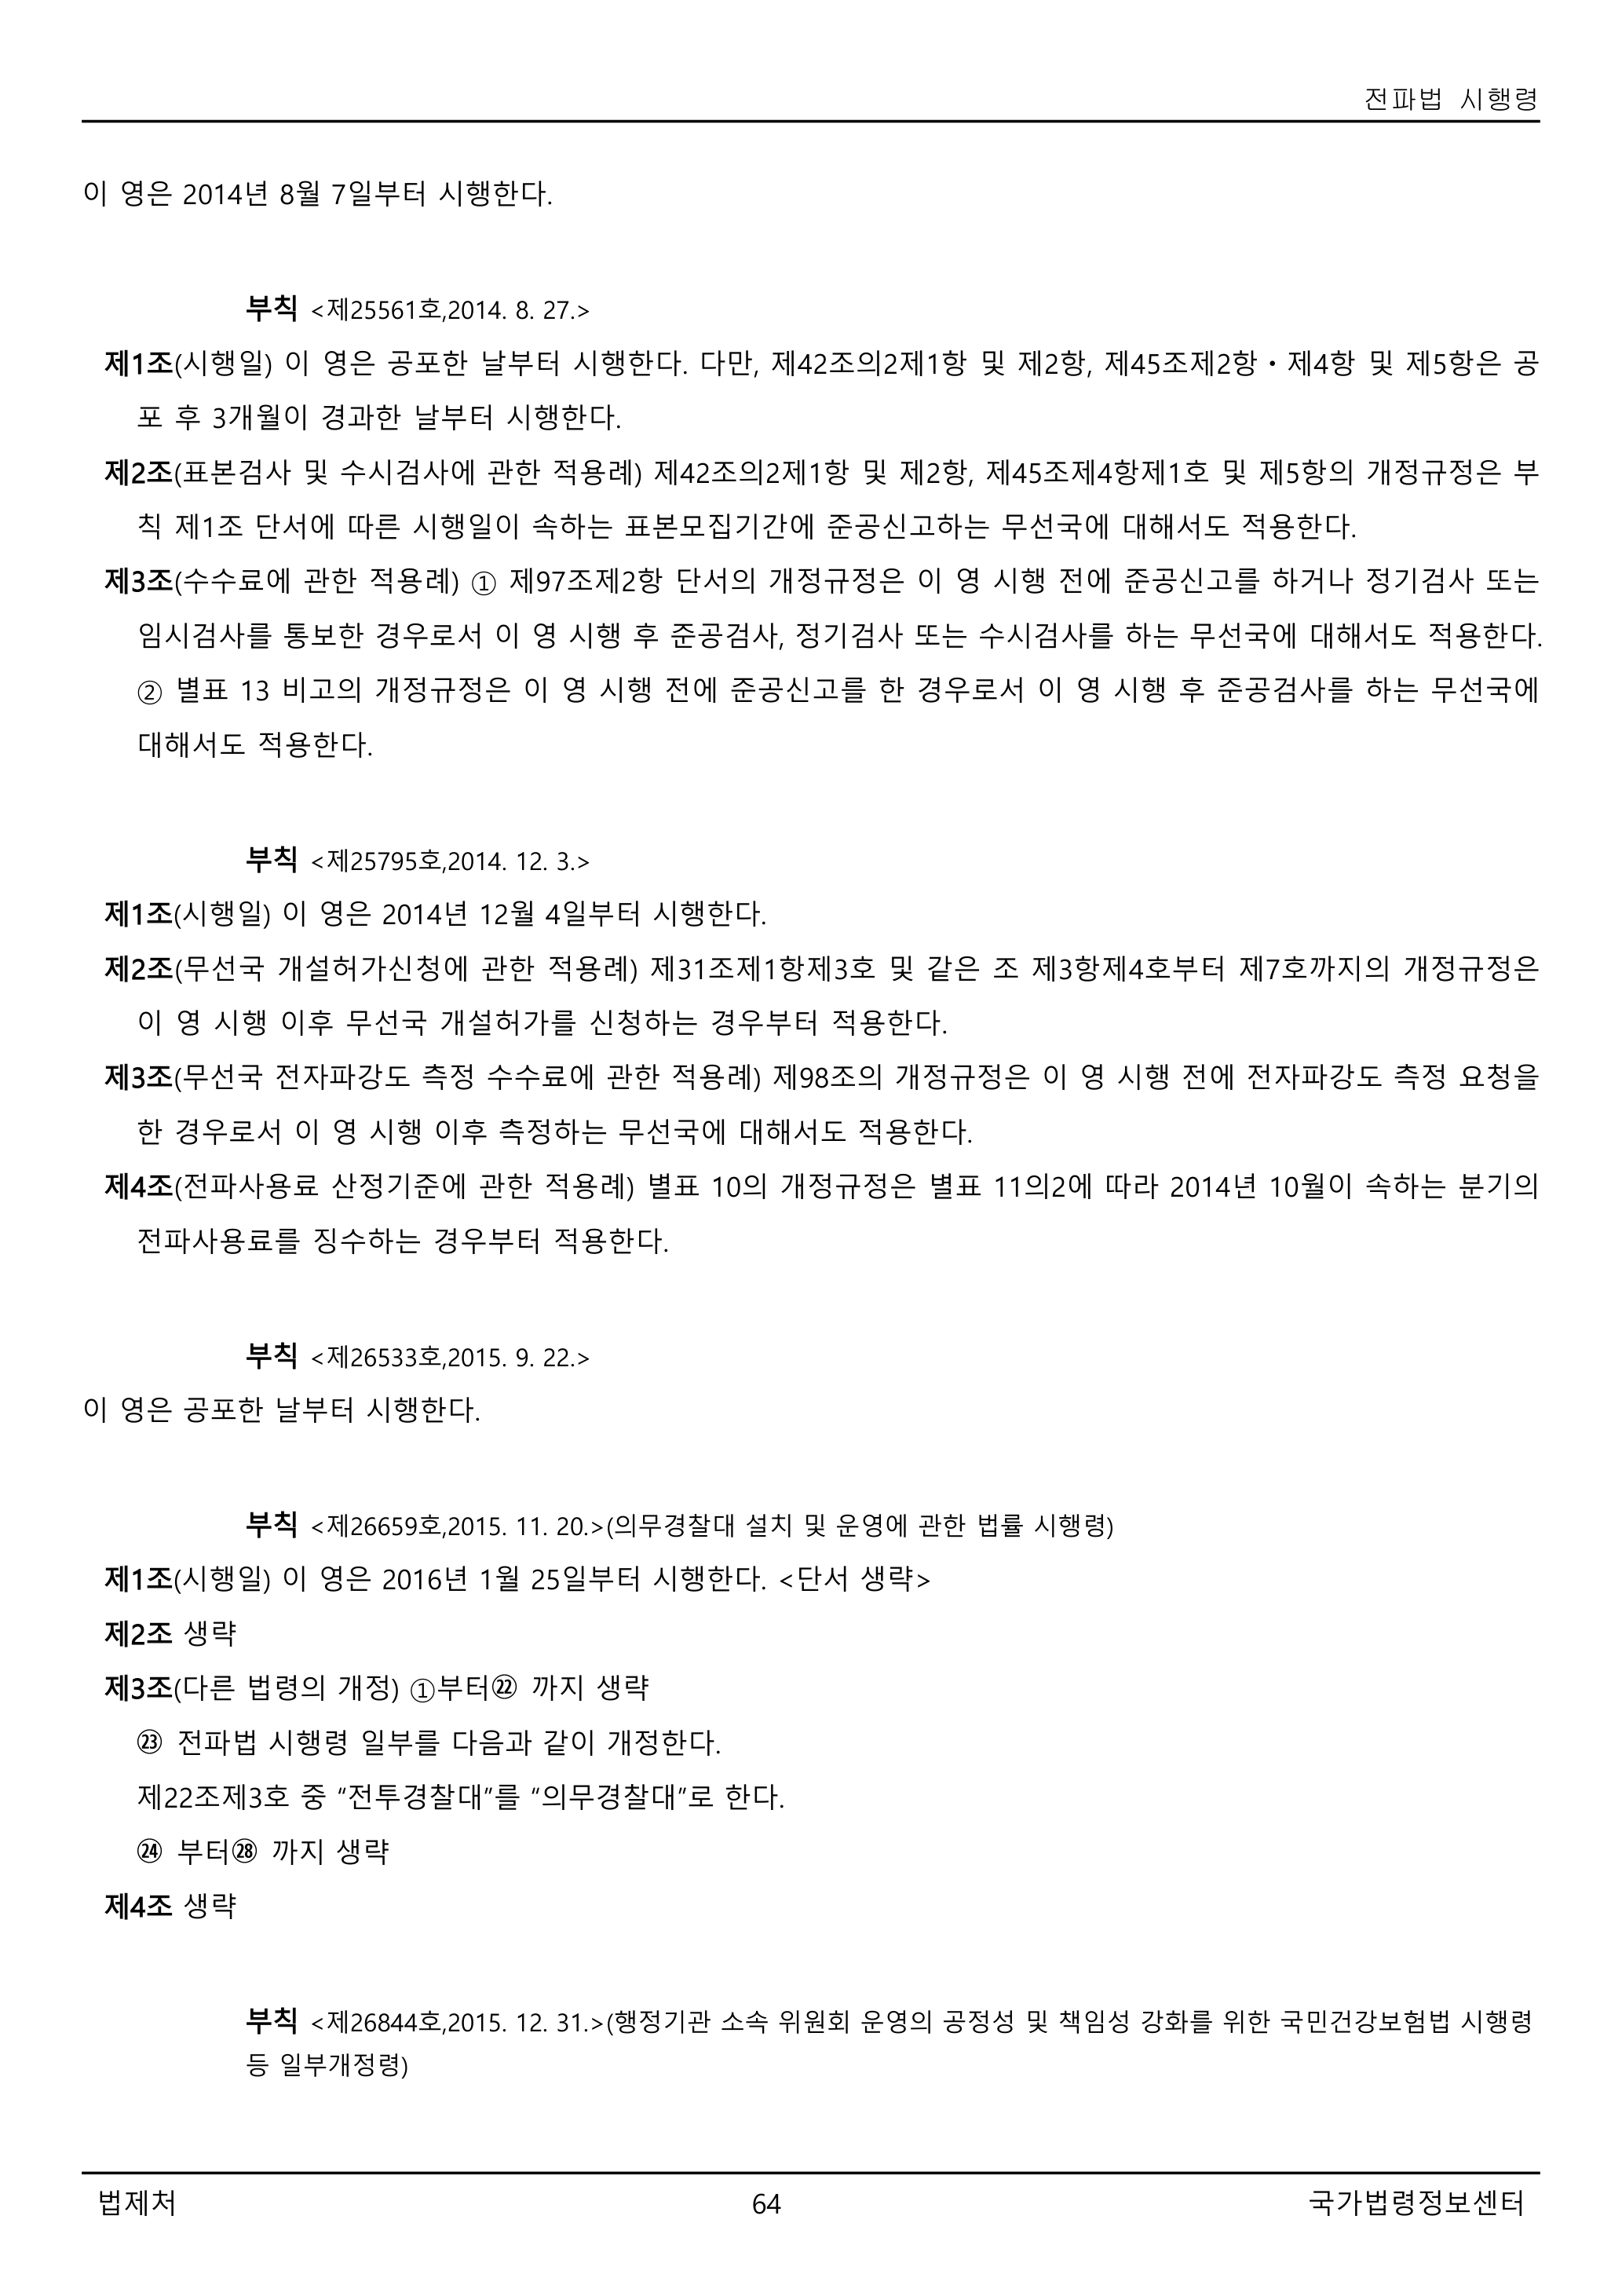 전파법 시행령
이 영은 2014년 8월 7일부터 시행한다.
부칙 <제25561호,2014. 8. 27.>
제1조(시행일) 이 영은 공포한 날부터 시행한다. 다만, 제42조의2제1항 및 제2항, 제45조제2항ㆍ제4항 및 제5항은 공
포 후 3개월이 경과한 날부터 시행한다.
제2조(표본검사 및 수시검사에 관한 적용례) 제42조의2제1항 및 제2항, 제45조제4항제1호 및 제5항의 개정규정은 부
칙 제1조 단서에 따른 시행일이 속하는 표본모집기간에 준공신고하는 무선국에 대해서도 적용한다.
제3조(수수료에 관한 적용례) ① 제97조제2항 단서의 개정규정은 이 영 시행 전에 준공신고를 하거나 정기검사 또는
임시검사를 통보한 경우로서 이 영 시행 후 준공검사, 정기검사 또는 수시검사를 하는 무선국에 대해서도 적용한다.
② 별표 13 비고의 개정규정은 이 영 시행 전에 준공신고를 한 경우로서 이 영 시행 후 준공검사를 하는 무선국에
대해서도 적용한다.
부칙 <제25795호,2014. 12. 3.>
제1조(시행일) 이 영은 2014년 12월 4일부터 시행한다.
제2조(무선국 개설허가신청에 관한 적용례) 제31조제1항제3호 및 같은 조 제3항제4호부터 제7호까지의 개정규정은
이 영 시행 이후 무선국 개설허가를 신청하는 경우부터 적용한다.
제3조(무선국 전자파강도 측정 수수료에 관한 적용례) 제98조의 개정규정은 이 영 시행 전에 전자파강도 측정 요청을
한 경우로서 이 영 시행 이후 측정하는 무선국에 대해서도 적용한다.
제4조(전파사용료 산정기준에 관한 적용례) 별표 10의 개정규정은 별표 11의2에 따라 2014년 10월이 속하는 분기의
전파사용료를 징수하는 경우부터 적용한다.
부칙 <제26533호,2015. 9. 22.>
이 영은 공포한 날부터 시행한다.
부칙 <제26659호,2015. 11. 20.>(의무경찰대 설치 및 운영에 관한 법률 시행령)
제1조(시행일) 이 영은 2016년 1월 25일부터 시행한다. <단서 생략>
제2조 생략
제3조(다른 법령의 개정) ①부터㉒ 까지 생략
㉓ 전파법 시행령 일부를 다음과 같이 개정한다.
제22조제3호 중 “전투경찰대”를 “의무경찰대”로 한다.
㉔ 부터㉘ 까지 생략
제4조 생략
부칙 <제26844호,2015. 12. 31.>(행정기관 소속 위원회 운영의 공정성 및 책임성 강화를 위한 국민건강보험법 시행령
등 일부개정령)
법제처 64 국가법령정보센터